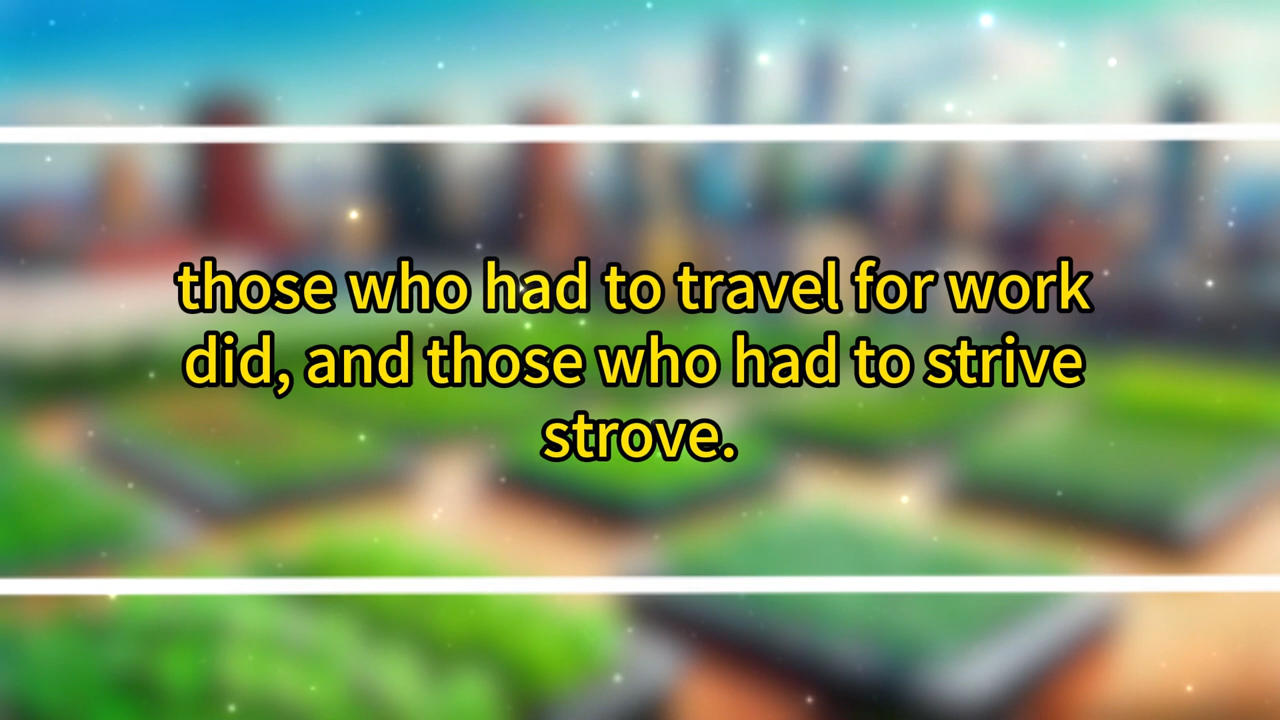 those who had to travel for work
did, and those who had to strive
strove.